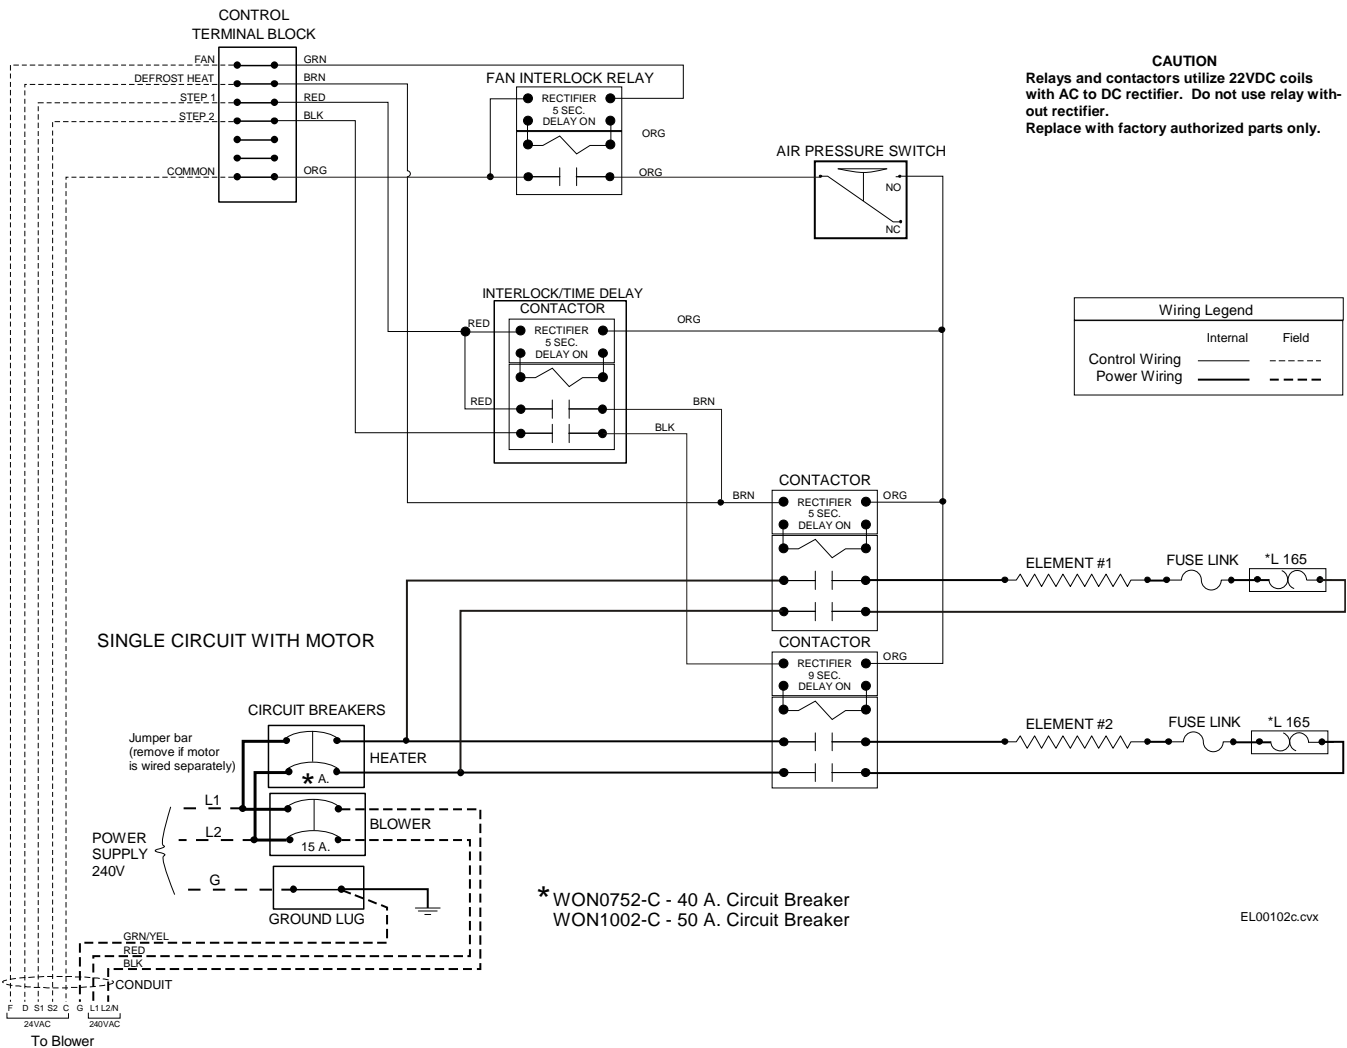 CONTROL
TERMINAL BLOCK
FAN
GRN
DEFROST HEAT
BRN
STEP 1
RED
STEP 2
BLK
COMMON
ORG
FAN INTERLOCK RELAY
RECTIFIER
5 SEC.
DELAY ON
ORG
ORG
AIR PRESSURE SWITCH
NO
NC
CAUTION
Relays and contactors utilize 22VDC coils
with AC to DC rectifier. Do not use relay with-
out rectifier.
Replace with factory authorized parts only.
INTERLOCK/TIME DELAY
CONTACTOR
RED
RECTIFIER
5 SEC.
DELAY ON
ORG
RED
BRN
BLK
Wiring Legend
Internal Field
Control Wiring
Power Wiring
CONTACTOR
BRN
RECTIFIER
5 SEC.
DELAY ON
ORG
ELEMENT #1
FUSE LINK
*L 165
SINGLE CIRCUIT WITH MOTOR
CONTACTOR
RECTIFIER
9 SEC.
DELAY ON
ORG
ELEMENT #2
FUSE LINK
*L 165
CIRCUIT BREAKERS
Jumper bar
(remove if motor
is wired separately)
HEATER
* A.
L1
L2
BLOWER
15 A.
POWER
SUPPLY
240V
G
GROUND LUG
* WON0752-C - 40 A. Circuit Breaker
WON1002-C - 50 A. Circuit Breaker
EL00102c.cvx
GRN/YEL
RED
BLK
CONDUIT
F D S1 S2 C G L1 L2/N
24VAC 240VAC
To Blower